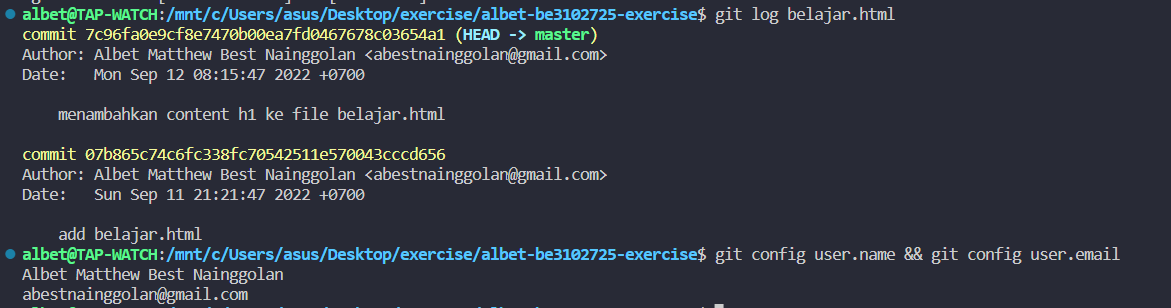 albet@TAP-WATCH:/mnt/c/Users/asus/Desktop/exercise/albet-be3102725-exercise$ git log belajar.html
commit 7c96fa0e9cf8e7470b00ea7fd0467678c03654a1 (HEAD -> master)
Author: Albet Matthew Best Nainggolan <abestnainggolan@gmail.com>
Date:   Mon Sep 12 08:15:47 2022 +0700
menambahkan content h1 ke file belajar.html
commit 07b865c74c6fc338fc70542511e570043cccd656
Author: Albet Matthew Best Nainggolan <abestnainggolan@gmail.com>
Date:   Sun Sep 11 21:21:47 2022 +0700
add belajar.html
albet@TAP-WATCH:/mnt/c/Users/asus/Desktop/exercise/albet-be3102725-exercise$ git config user.name && git config user.email
Albet Matthew Best Nainggolan
abestnainggolan@gmail.com